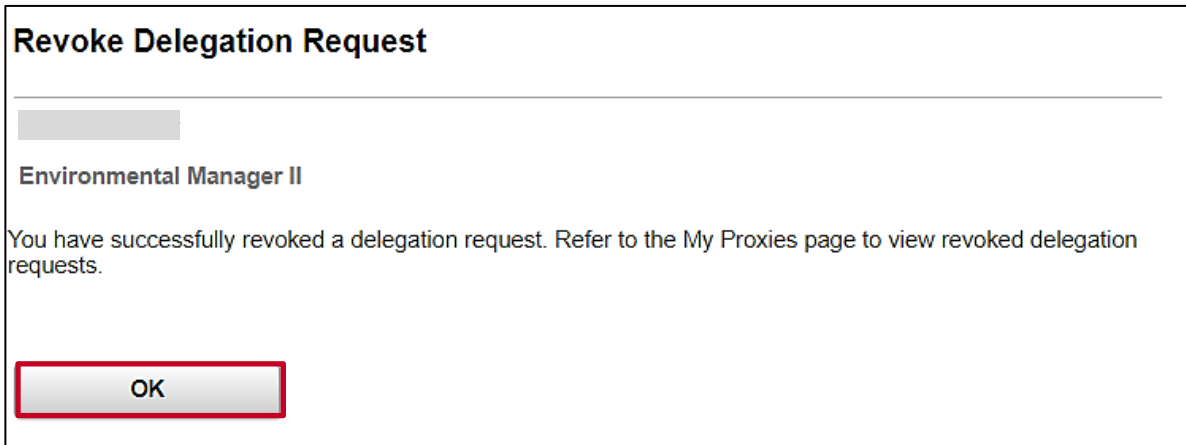 Revoke Delegation Request
Environmental Manager II
You have successfully revoked a delegation request. Refer to the My Proxies page to view revoked delegation
requests.
OK